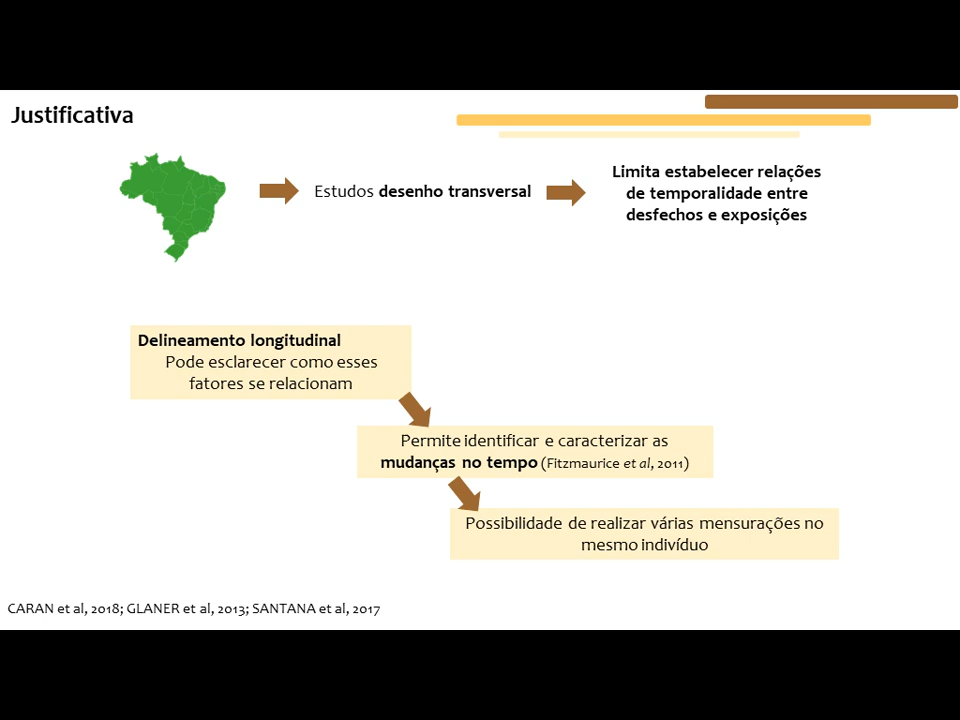 Justificativa
Estudos desenho transversal
Limita estabelecer relações
de temporalidade entre
desfechos e exposições
Delineamento longitudinal
Pode esclarecer como esses
fatores se relacionam
Permite identificar e caracterizar as
mudanças no tempo (Fitzmaurice et al, 2011)
Possibilidade de realizar várias mensurações no
mesmo indivíduo
CARAN et al, 2018; GLANER et al, 2013; SANTANA et al, 2017